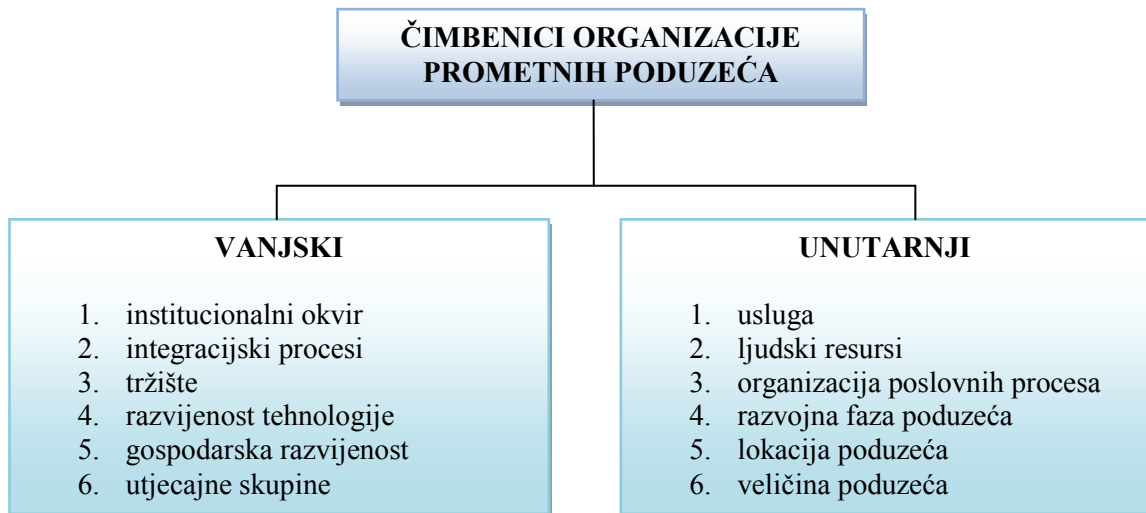 ČIMBENICI ORGANIZACIJE
PROMETNIH PODUZEĆA
VANJSKI
1. institucionalni okvir
2. integracijski procesi
3. tržište
4. razvijenost tehnologije
5. gospodarska razvijenost
6. utjecajne skupine
UNUTARNJI
1. usluga
2. ljudski resursi
3. organizacija poslovnih procesa
4. razvojna faza poduzeća
5. lokacija poduzeća
6. veličina poduzeća